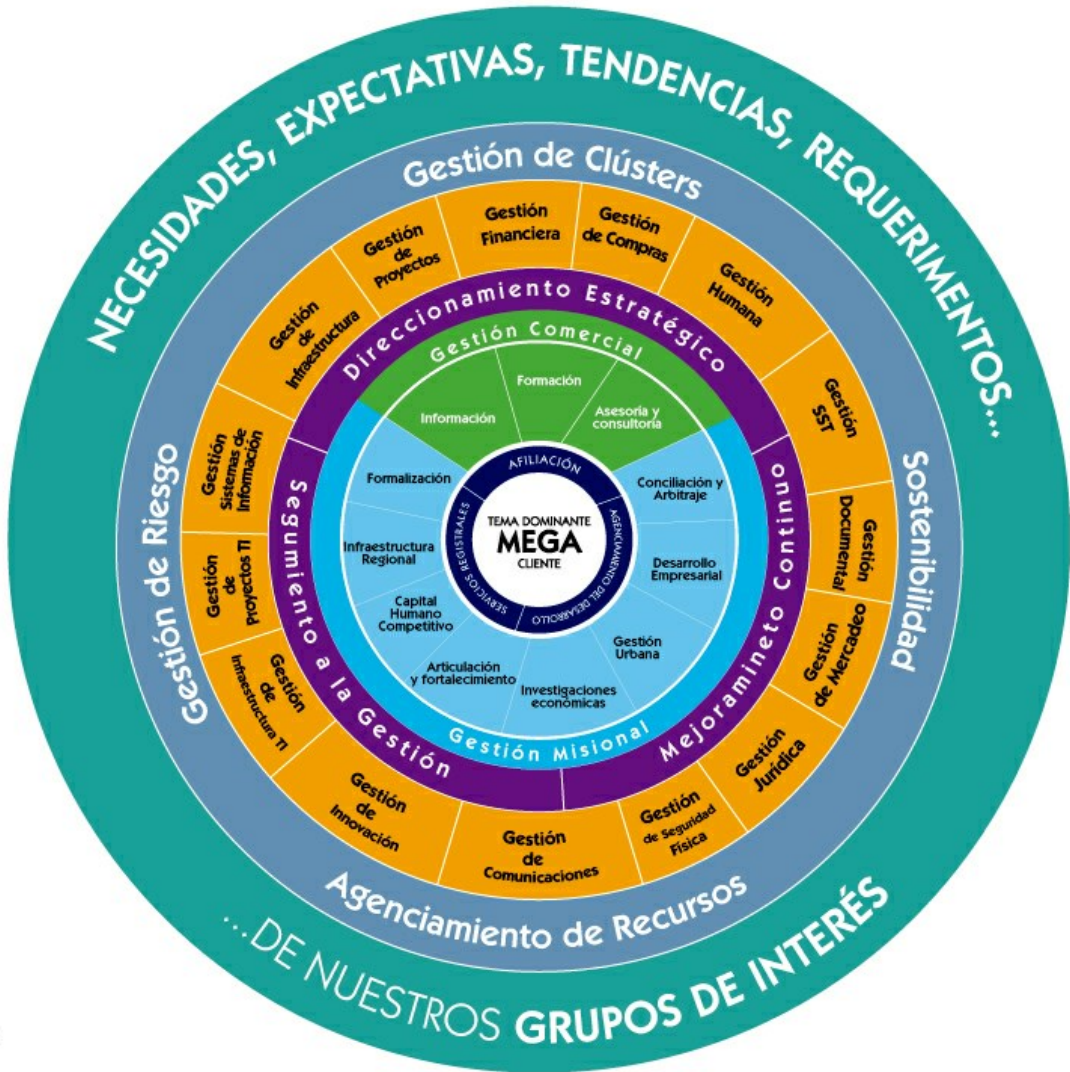 NECESIDADES, EXPECTATIVAS, TENDENCIAS, REQUERIMENTOS...
...DE NUESTROS GRUPOS DE INTERÉS
Gestión de Clústers
Sostenibilidad
Agenciamiento de Recursos
Gestión de Riesgo
Gestión
Financiera
Gestión
de Compras
Gestión
Humana
Gestión
SST
Gestión
Documental
Gestión
de Mercadeo
Gestión
Jurídica
Gestión
de Seguridad
Física
Gestión
de
Comunicaciones
Gestión
de
Innovación
Gestión
de
Infraestructura TI
Gestión
de
Proyectos TI
Gestión
Sistemas de
Información
Gestión
de
Infraestructura
Gestión
de
Proyectos
Direccionamiento Estratégico
Mejoramineto Continuo
Segumiento a la Gestión
Gestión Comercial
Información
Formación
Asesoría y
consultoría
Gestión Misional
Conciliación y
Arbitraje
Desarrollo
Empresarial
Gestión
Urbana
Investigaciones
económicas
Articulación
y fortalecimiento
Capital
Humano
Competitivo
Infraestructura
Regional
Formalización
AFILIACIÓN
AGENCIAMIENTO DEL DESARROLLO
SERVICIOS REGISTRALES
TEMA DOMINANTE
MEGA
CLIENTE